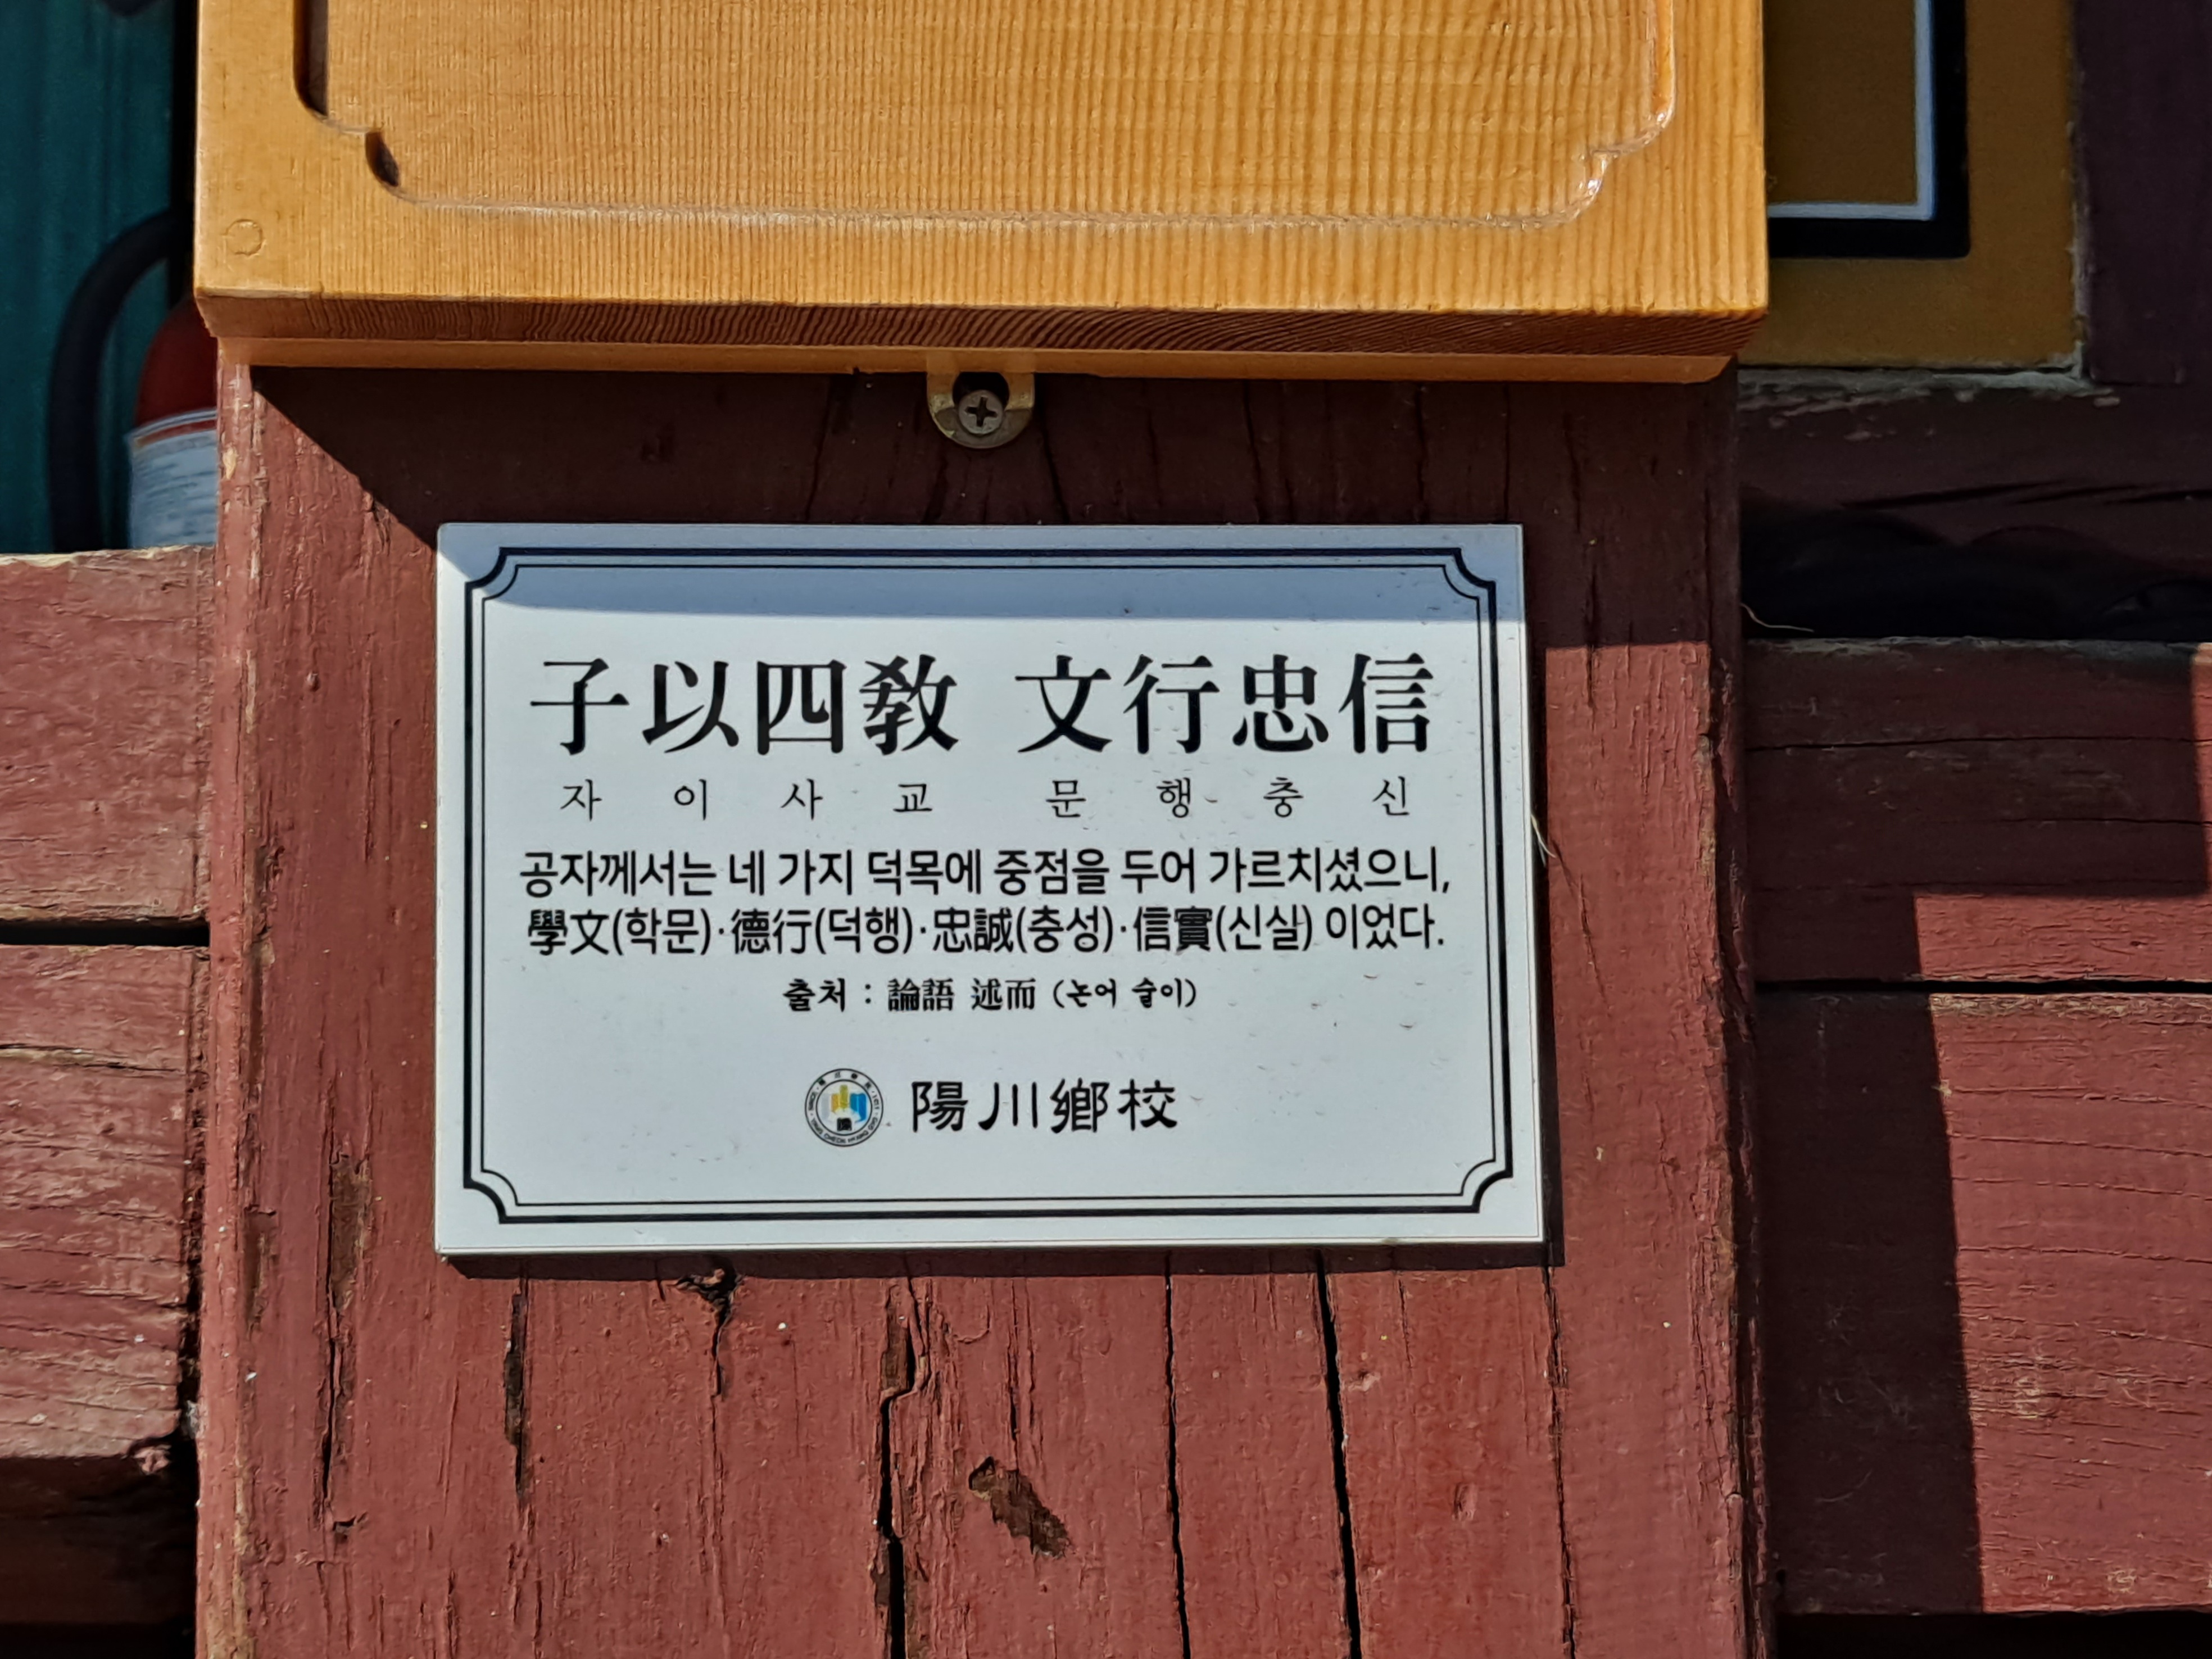 子以四敎 文行忠信
자 이 사 교 문 행 충 신
공자께서는 네 가지 덕목에 중점을 두어 가르치셨으니,
學文(학문)·德行(덕행)·忠誠(충성)·信實(신실) 이었다.
출처 : 論語 述而 (논어 술이)
陽川鄕校